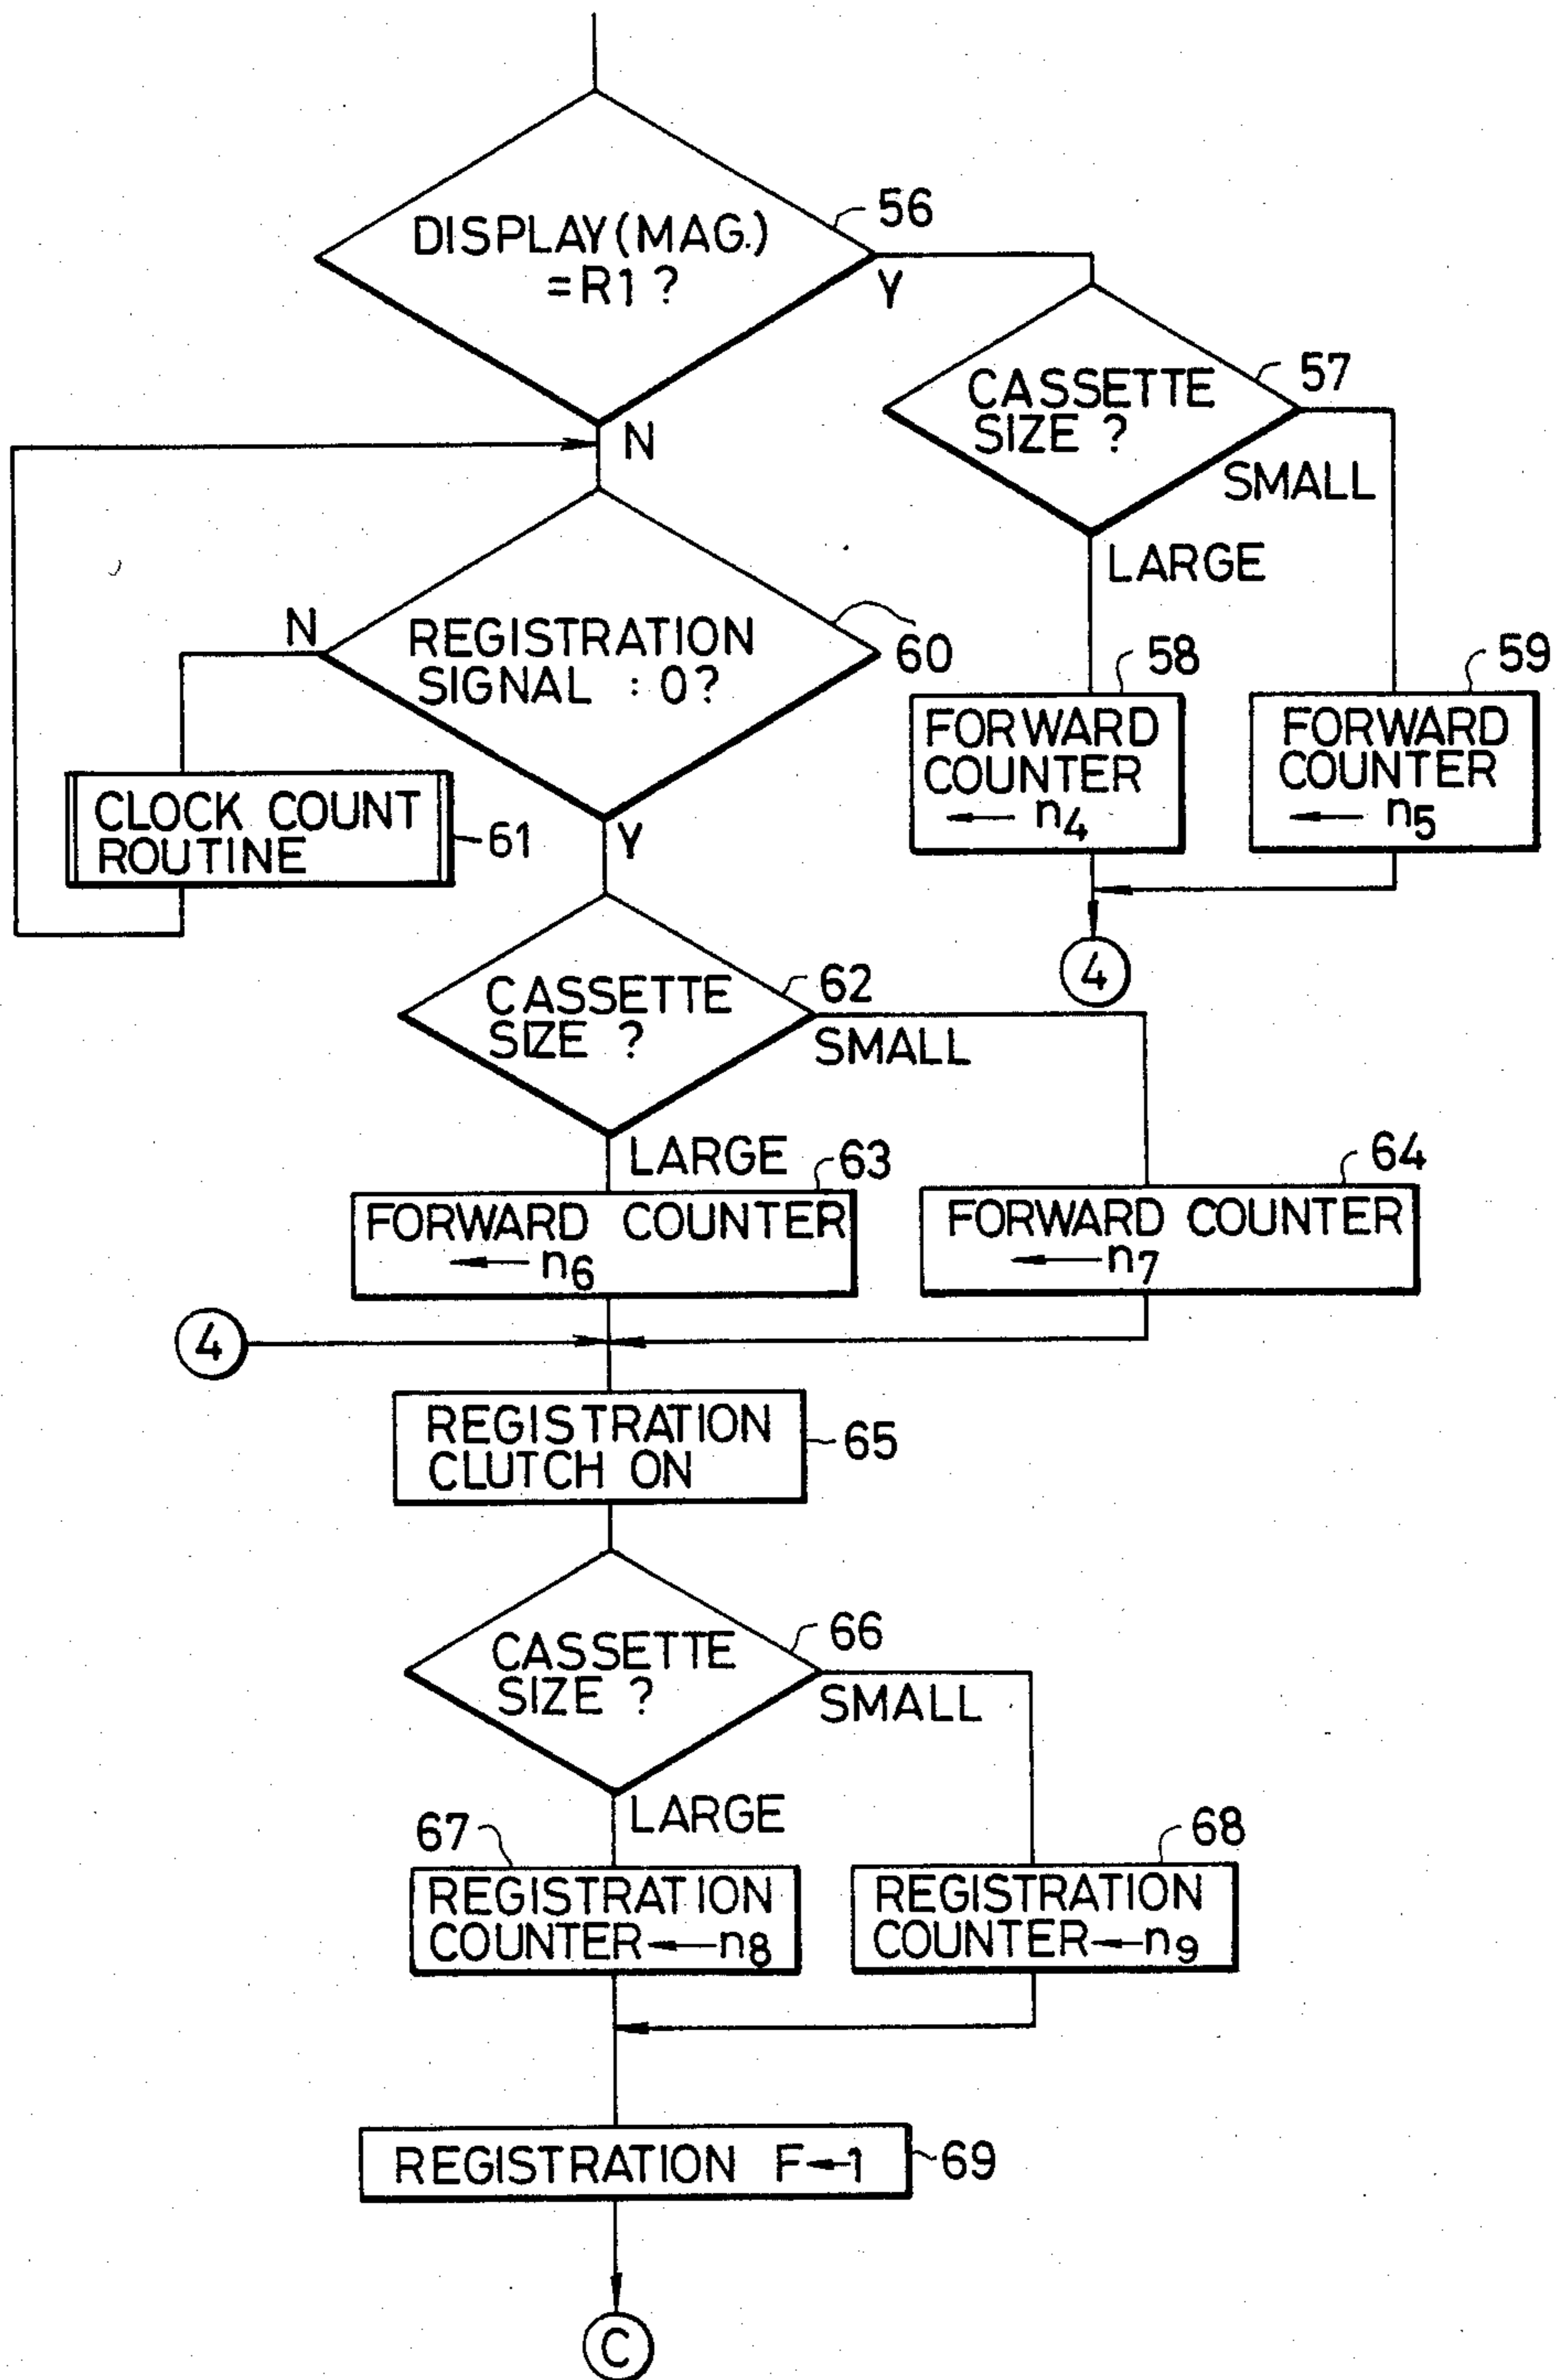 DISPLAY(MAG.)
=R1 ?
56
Y
N
CASSETTE
SIZE ?
57
SMALL
LARGE
REGISTRATION
SIGNAL : 0?
60
N
Y
58
FORWARD
COUNTER
← n4
59
FORWARD
COUNTER
← n5
CLOCK COUNT
ROUTINE
61
4
CASSETTE
SIZE ?
62
SMALL
LARGE
63
FORWARD COUNTER
← n6
64
FORWARD COUNTER
← n7
4
REGISTRATION
CLUTCH ON
65
CASSETTE
SIZE ?
66
SMALL
LARGE
67
REGISTRATION
COUNTER ← n8
68
REGISTRATION
COUNTER ← n9
REGISTRATION F←1
69
C